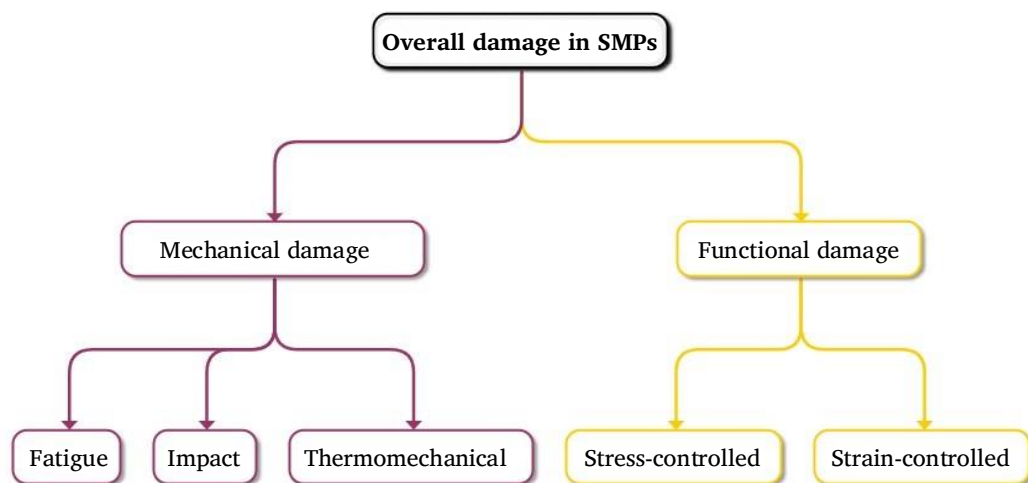 Overall damage in SMPs
Mechanical damage
Functional damage
Fatigue
Impact
Thermomechanical
Stress-controlled
Strain-controlled